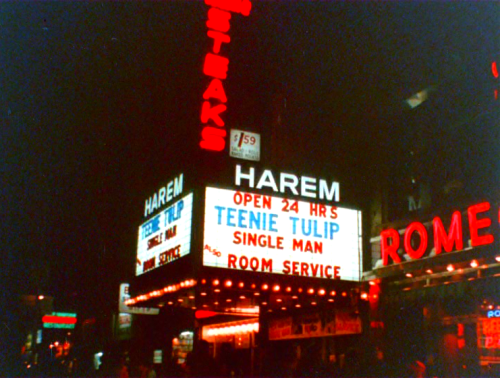 STEAKS
$1.59
HAREM
OPEN 24 HRS
TEENIE TULIP
SINGLE MAN
ALSO
ROOM SERVICE
HAREM
TEENIE TULIP
SINGLE MAN
ROOM SERVICE
ROME